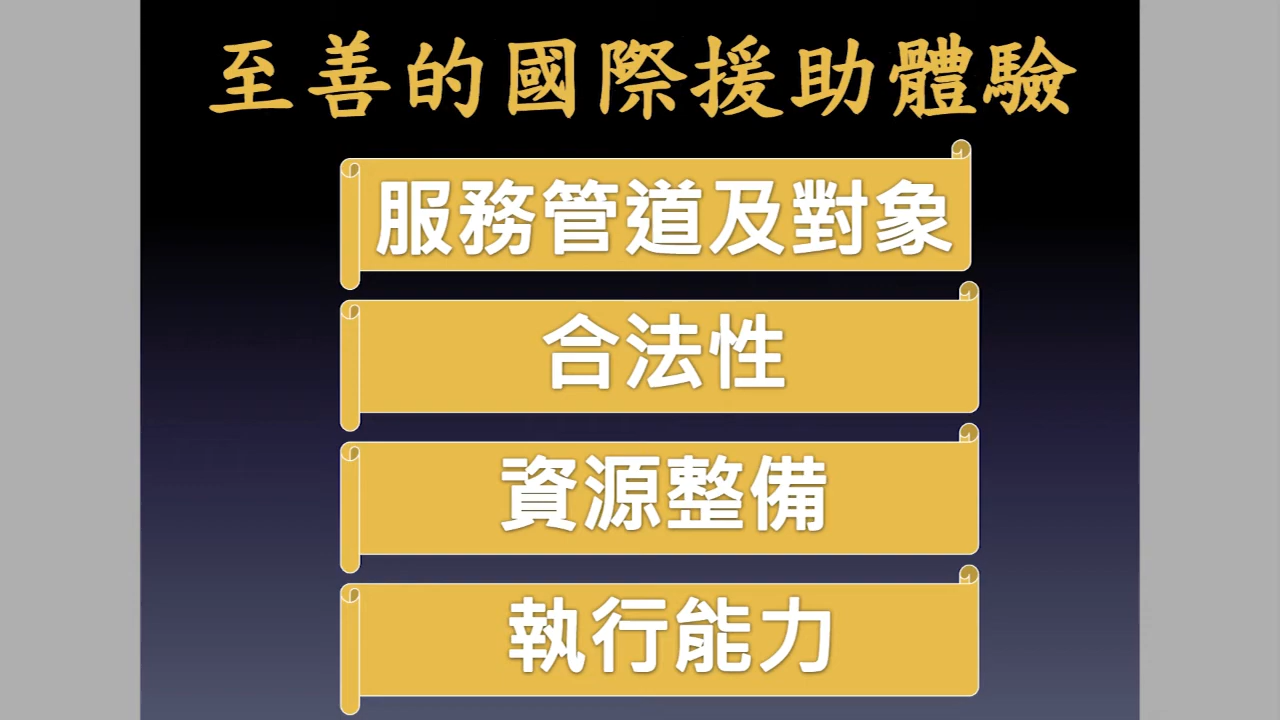 至善的國際援助體驗
服務管道及對象
合法性
資源整備
執行能力